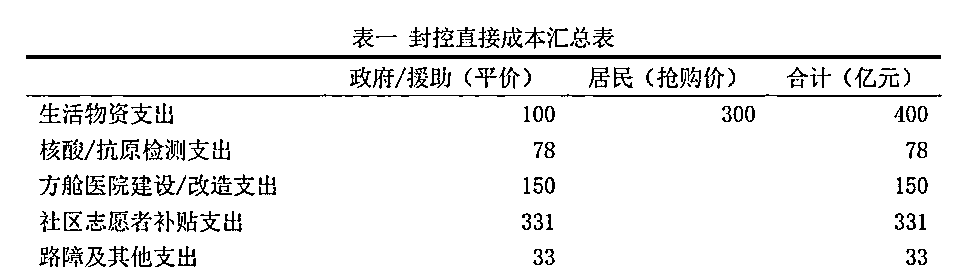 表一 封控直接成本汇总表
政府/援助（平价） 居民（抢购价） 合计（亿元）
生活物资支出 100 300 400
核酸/抗原检测支出 78 78
方舱医院建设/改造支出 150 150
社区志愿者补贴支出 331 331
路障及其他支出 33 33